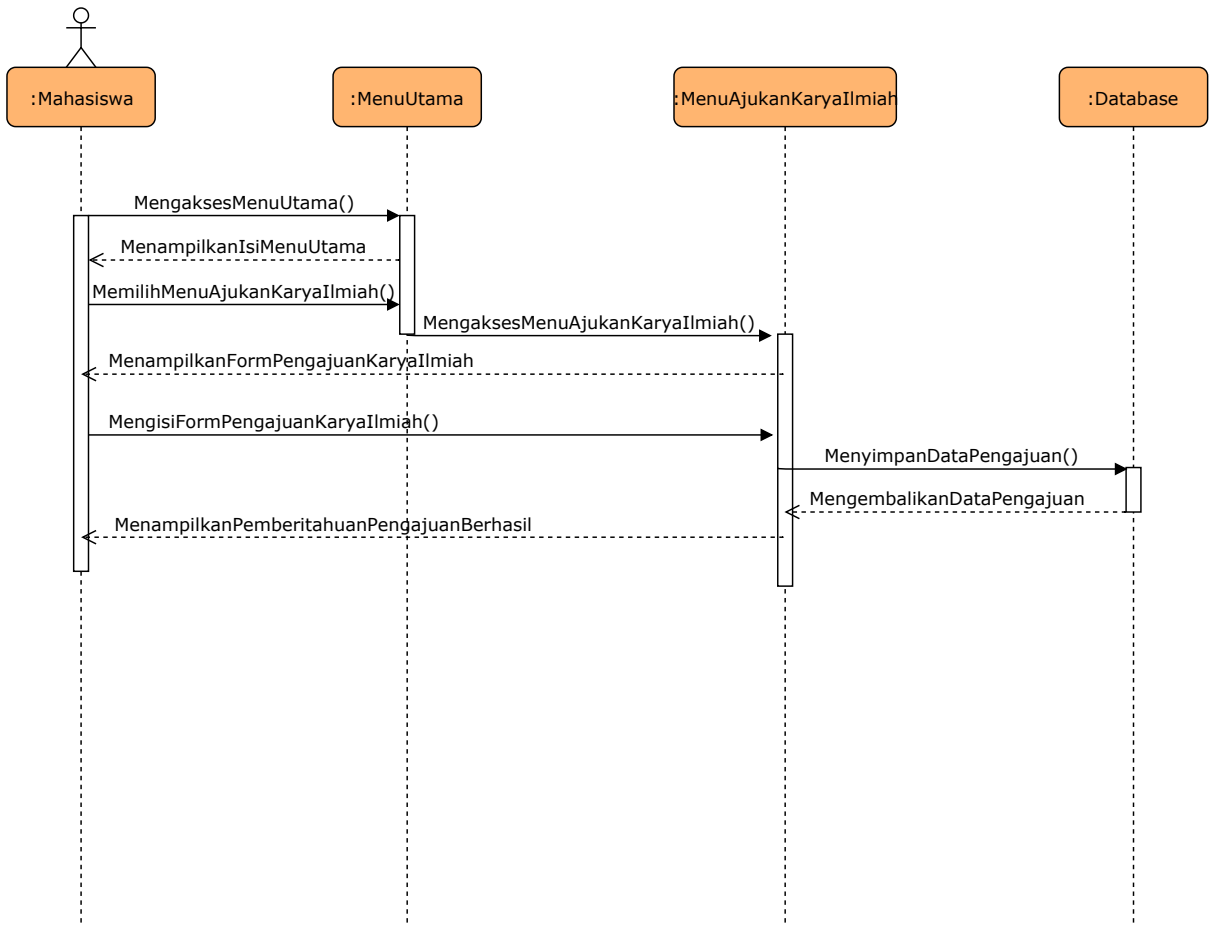 :Mahasiswa
:MenuUtama
:MenuAjukanKaryaIlmiah
:Database
MengaksesMenuUtama()
MenampilkanIsiMenuUtama
MemilihMenuAjukanKaryaIlmiah()
MengaksesMenuAjukanKaryaIlmiah()
MenampilkanFormPengajuanKaryaIlmiah
MengisiFormPengajuanKaryaIlmiah()
MenyimpanDataPengajuan()
MengembalikanDataPengajuan
MenampilkanPemberitahuanPengajuanBerhasil